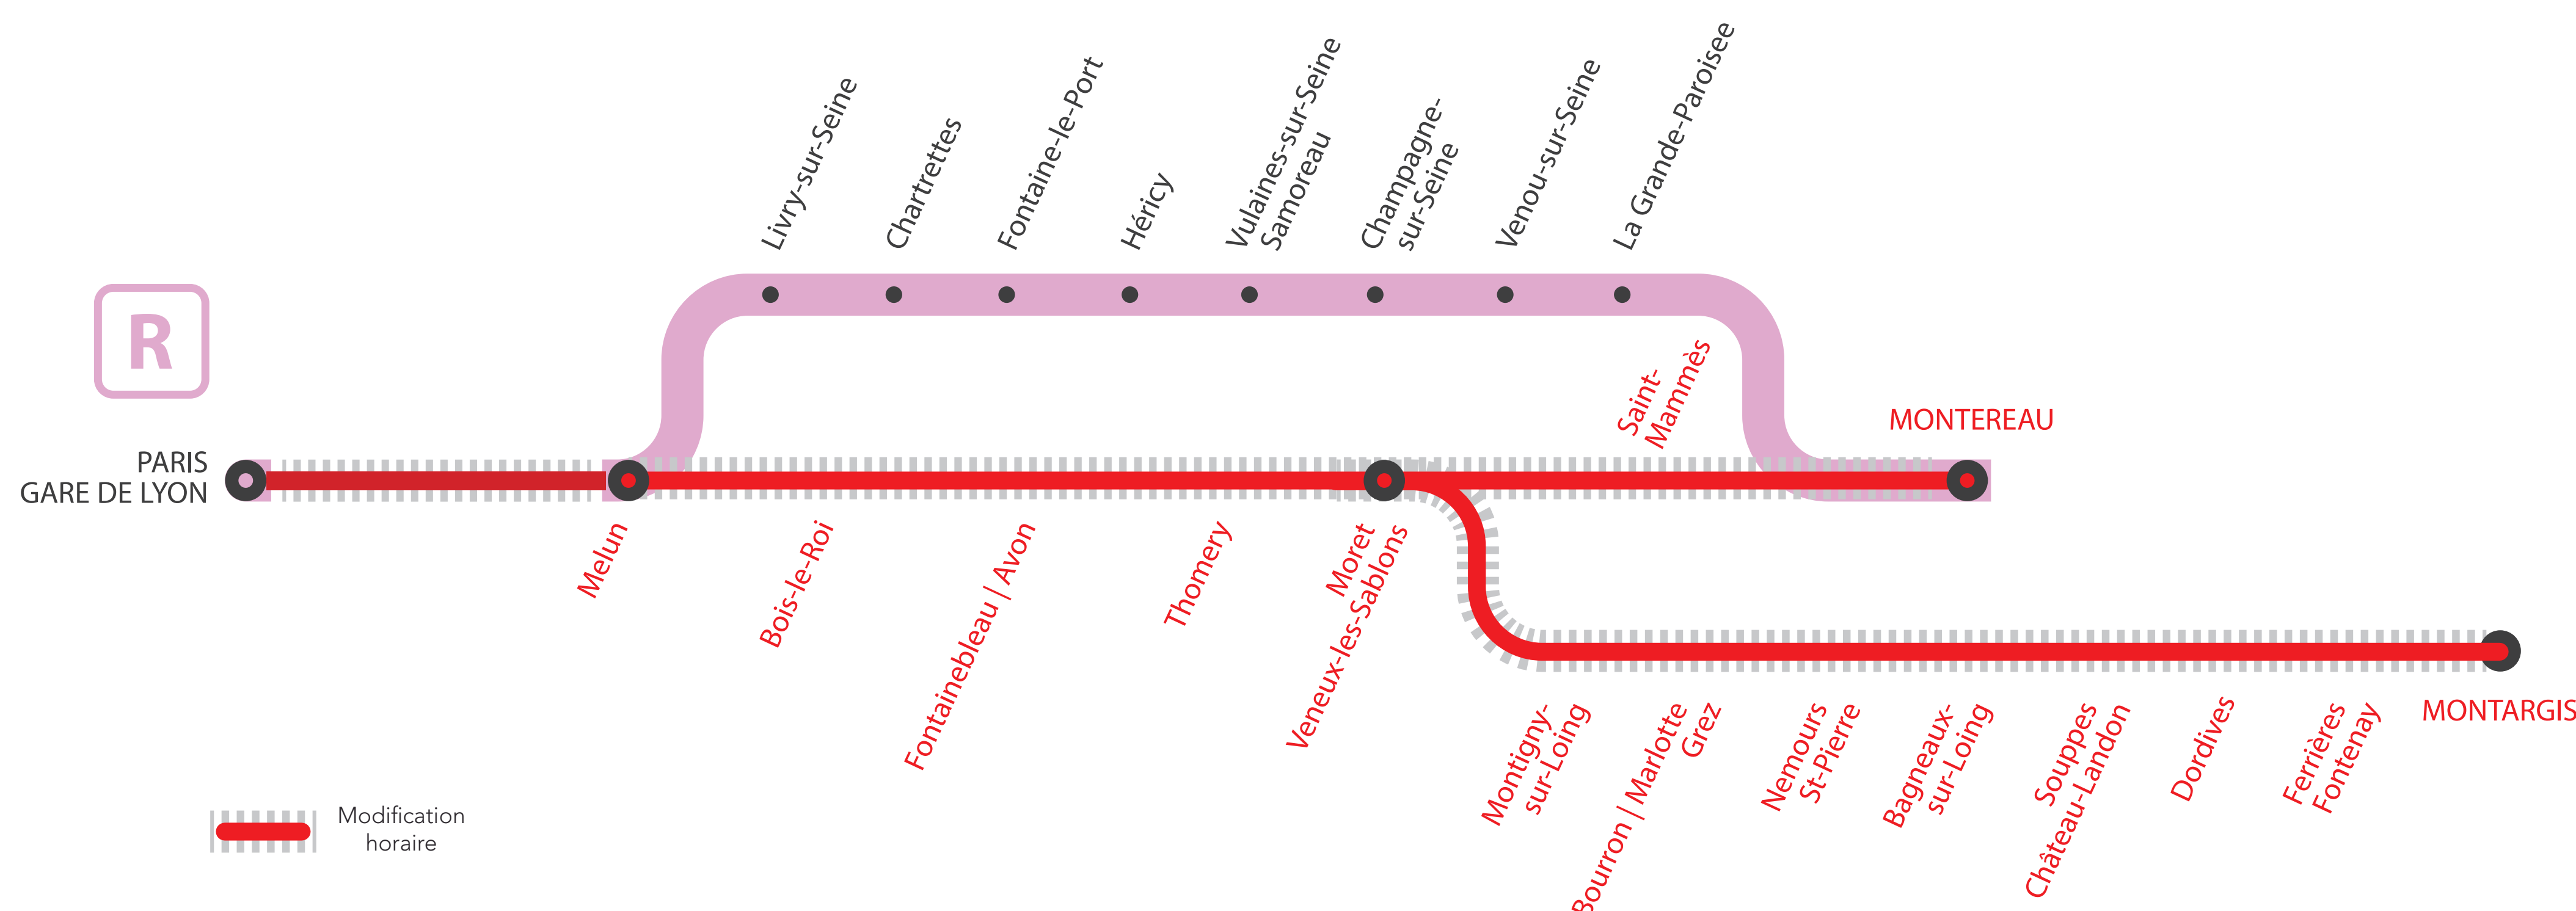 Livry-sur-Seine
Chartrettes
Fontaine-le-Port
Héricy
Vulaines-sur-Seine
Samoreau
Champagne-
sur-Seine
Venou-sur-Seine
La Grande-Paroisee
R
Saint-
Mammès
MONTEREAU
PARIS
GARE DE LYON
Melun
Bois-le-Roi
Fontainebleau | Avon
Thomery
Moret
Veneux-les-Sablons
Montigny-
sur-Loing
Bourron | Marlotte
Grez
Nemours
St-Pierre
Bagneaux-
sur-Loing
Souppes
Château-Landon
Dordives
Ferrières
Fontenay
MONTARGIS
Modification
horaire